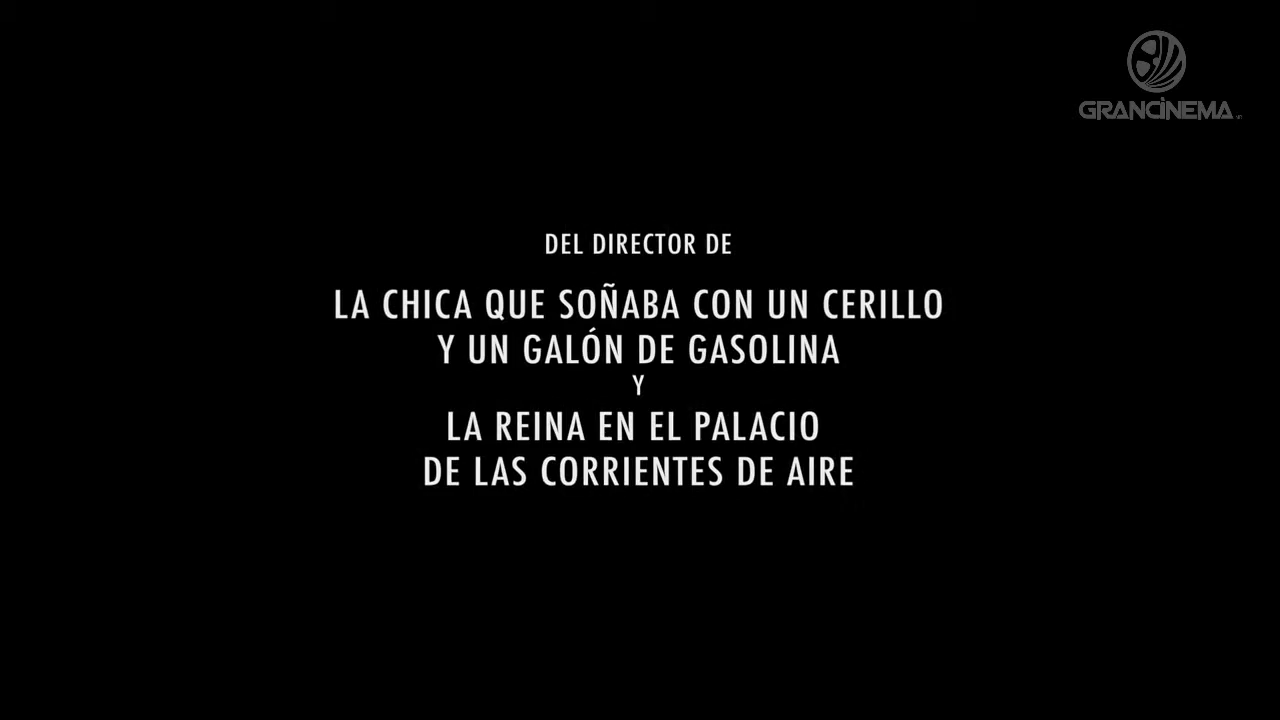 GRANCINEMA
DEL DIRECTOR DE
LA CHICA QUE SOÑABA CON UN CERILLO
Y UN GALÓN DE GASOLINA
Y
LA REINA EN EL PALACIO
DE LAS CORRIENTES DE AIRE